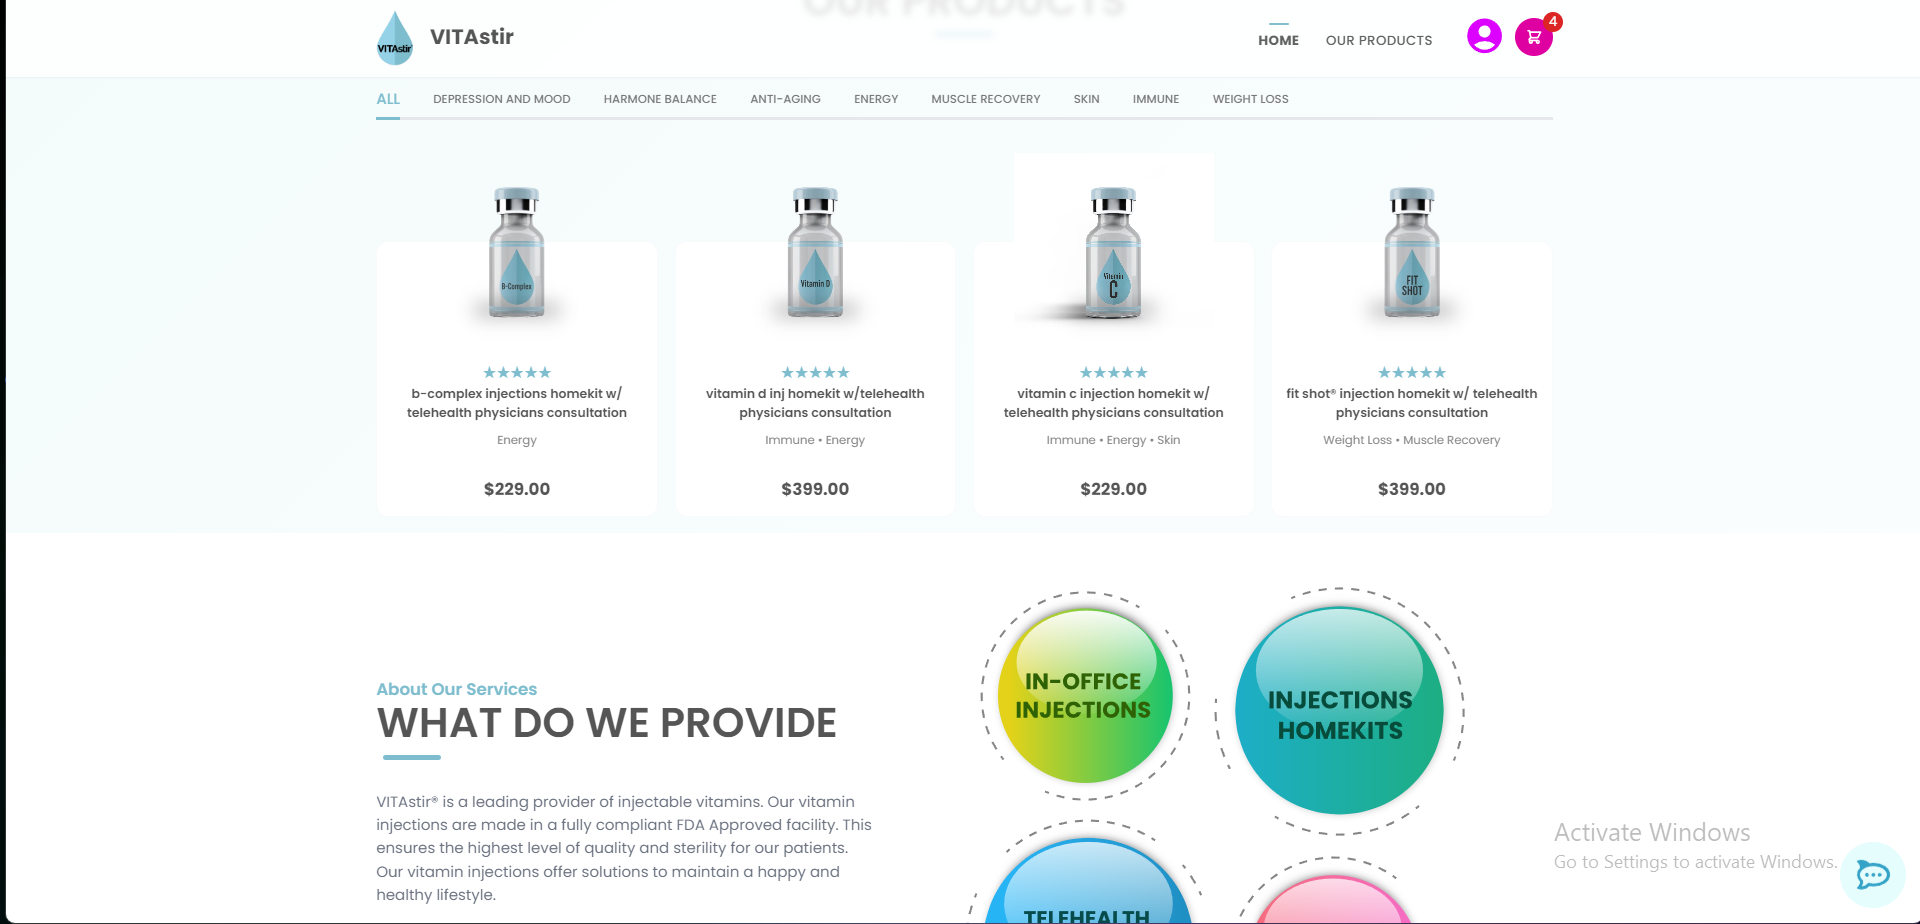 OUR PRODUCTS
VITAstir
VITAstir
HOME
OUR PRODUCTS
4
ALL
DEPRESSION AND MOOD
HARMONE BALANCE
ANTI-AGING
ENERGY
MUSCLE RECOVERY
SKIN
IMMUNE
WEIGHT LOSS
B-Complex
Vitamin D
Vitamin
C
FIT
SHOT
b-complex injections homekit w/
telehealth physicians consultation
Energy
$229.00
vitamin d inj homekit w/telehealth
physicians consultation
Immune • Energy
$399.00
vitamin c injection homekit w/
telehealth physicians consultation
Immune • Energy • Skin
$229.00
fit shot® injection homekit w/ telehealth
physicians consultation
Weight Loss • Muscle Recovery
$399.00
About Our Services
WHAT DO WE PROVIDE
VITAstir® is a leading provider of injectable vitamins. Our vitamin
injections are made in a fully compliant FDA Approved facility. This
ensures the highest level of quality and sterility for our patients.
Our vitamin injections offer solutions to maintain a happy and
healthy lifestyle.
IN-OFFICE
INJECTIONS
INJECTIONS
HOMEKITS
TELEHEALTH
Activate Windows
Go to Settings to activate Windows.